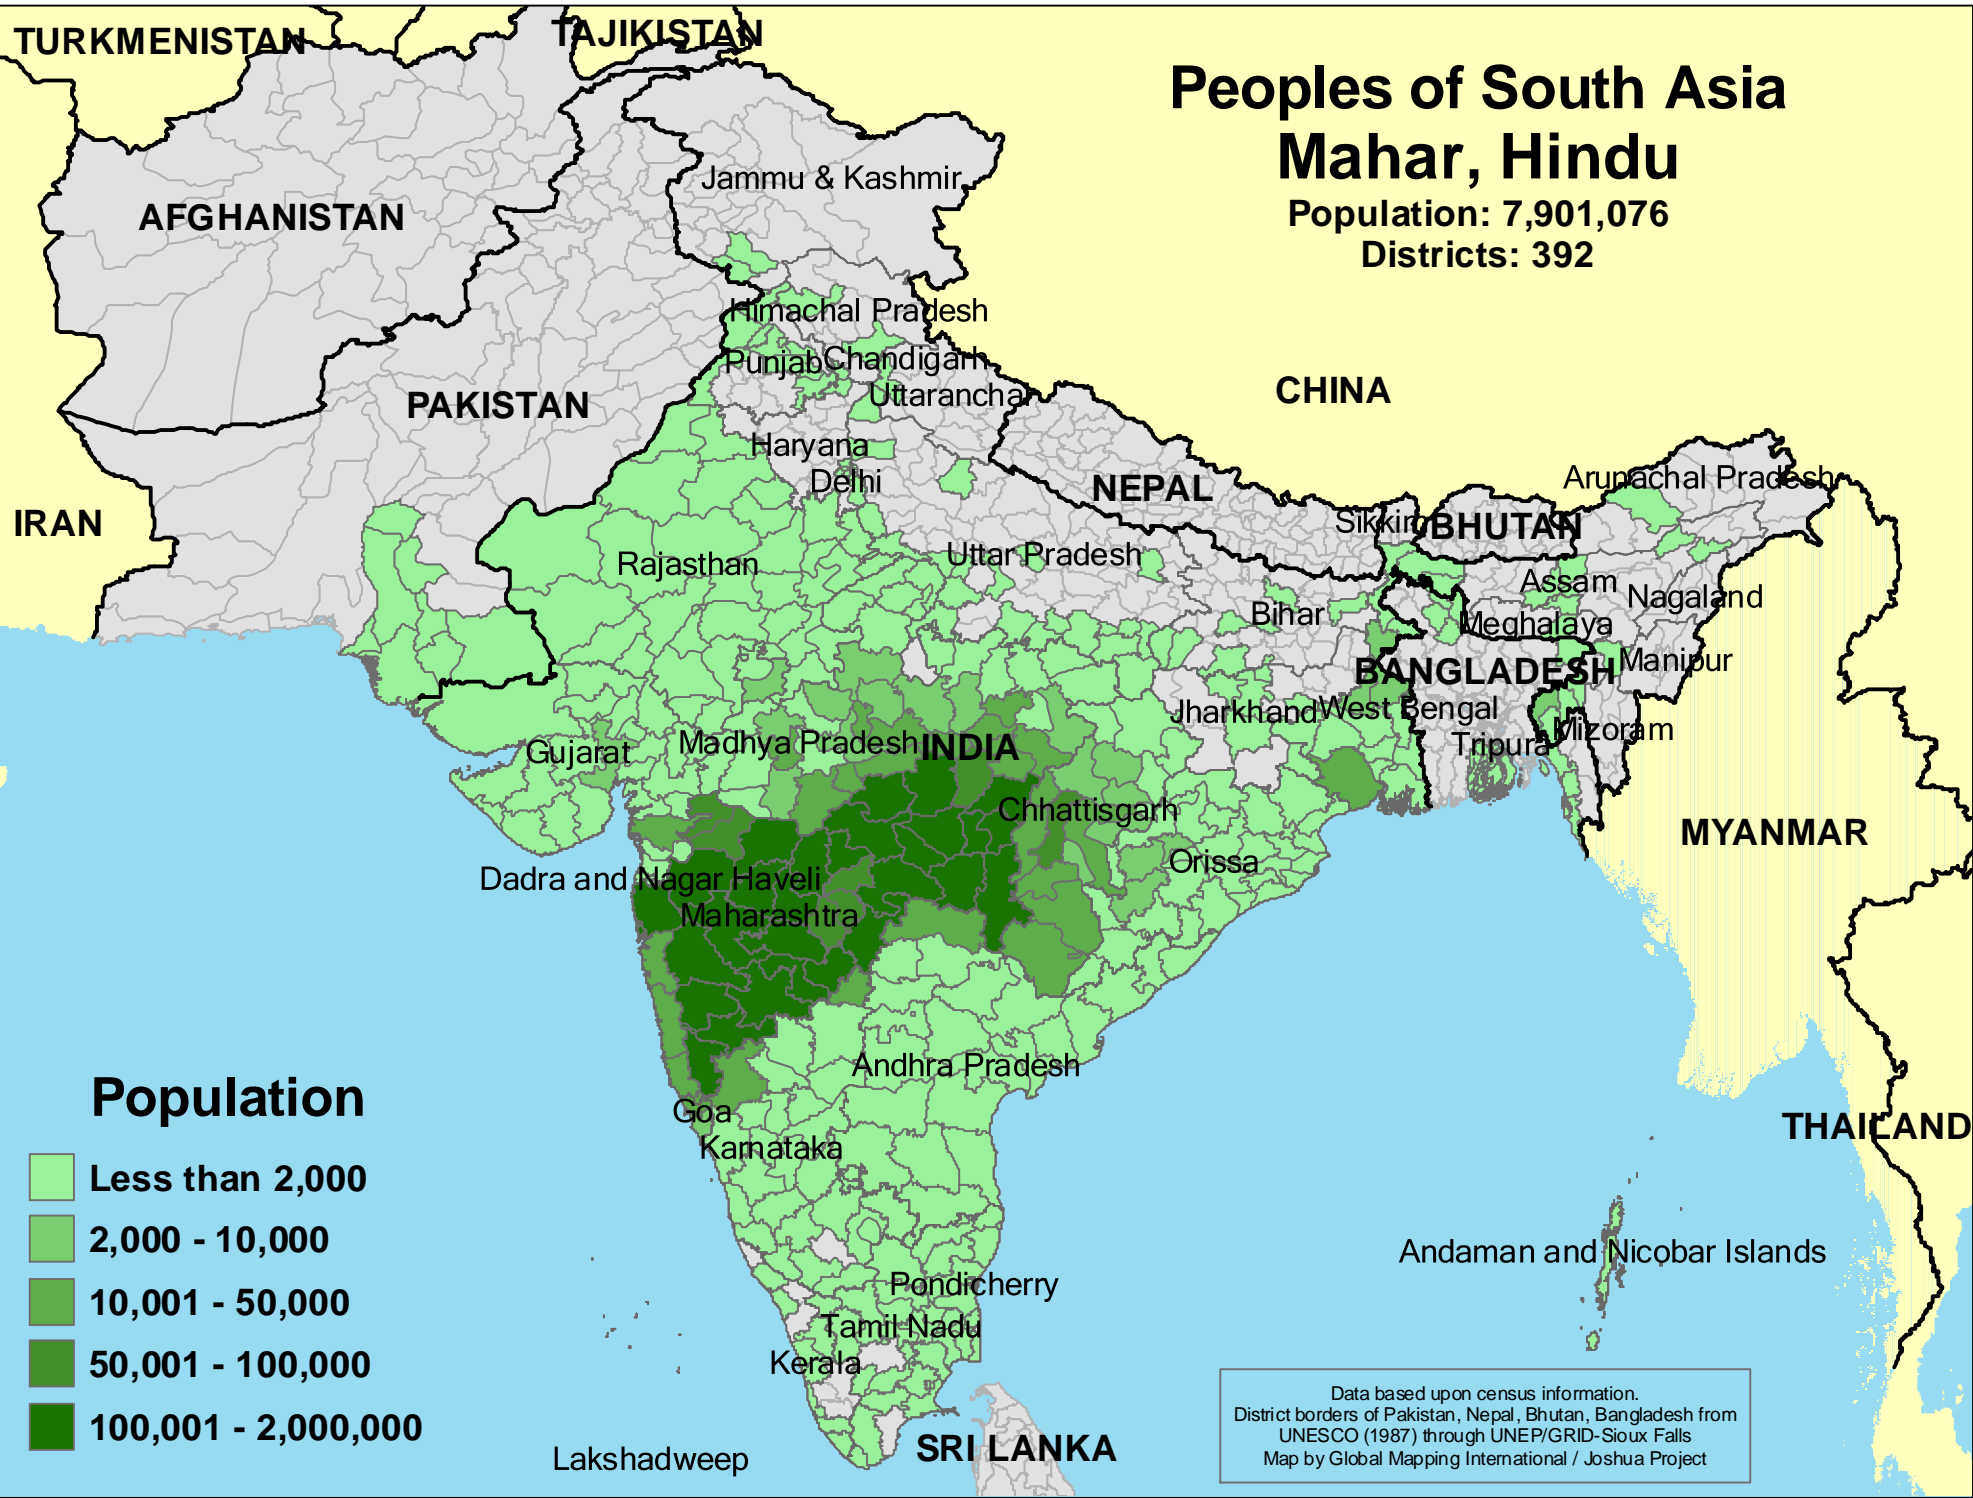 TURKMENISTAN
TAJIKISTAN
Peoples of South Asia
Mahar, Hindu
Population: 7,901,076
Districts: 392
Jammu & Kashmir
AFGHANISTAN
Himachal Pradesh
Punjab
Chandigarh
CHINA
Uttaranchal
PAKISTAN
Haryana
Delhi
NEPAL
Arunachal Pradesh
IRAN
Sikkim
BHUTAN
Rajasthan
Uttar Pradesh
Assam
Nagaland
Bihar
Meghalaya
BANGLADESH
Manipur
Jharkhand
West Bengal
Mizoram
Tripura
Gujarat
Madhya Pradesh
INDIA
Chhattisgarh
MYANMAR
Orissa
Dadra and Nagar Haveli
Maharashtra
Andhra Pradesh
Goa
Karnataka
THAILAND
Population
Less than 2,000
2,000 - 10,000
10,001 - 50,000
50,001 - 100,000
100,001 - 2,000,000
Andaman and Nicobar Islands
Pondicherry
Tamil Nadu
Kerala
Lakshadweep
SRI LANKA
Data based upon census information.
District borders of Pakistan, Nepal, Bhutan, Bangladesh from
UNESCO (1987) through UNEP/GRID-Sioux Falls
Map by Global Mapping International / Joshua Project